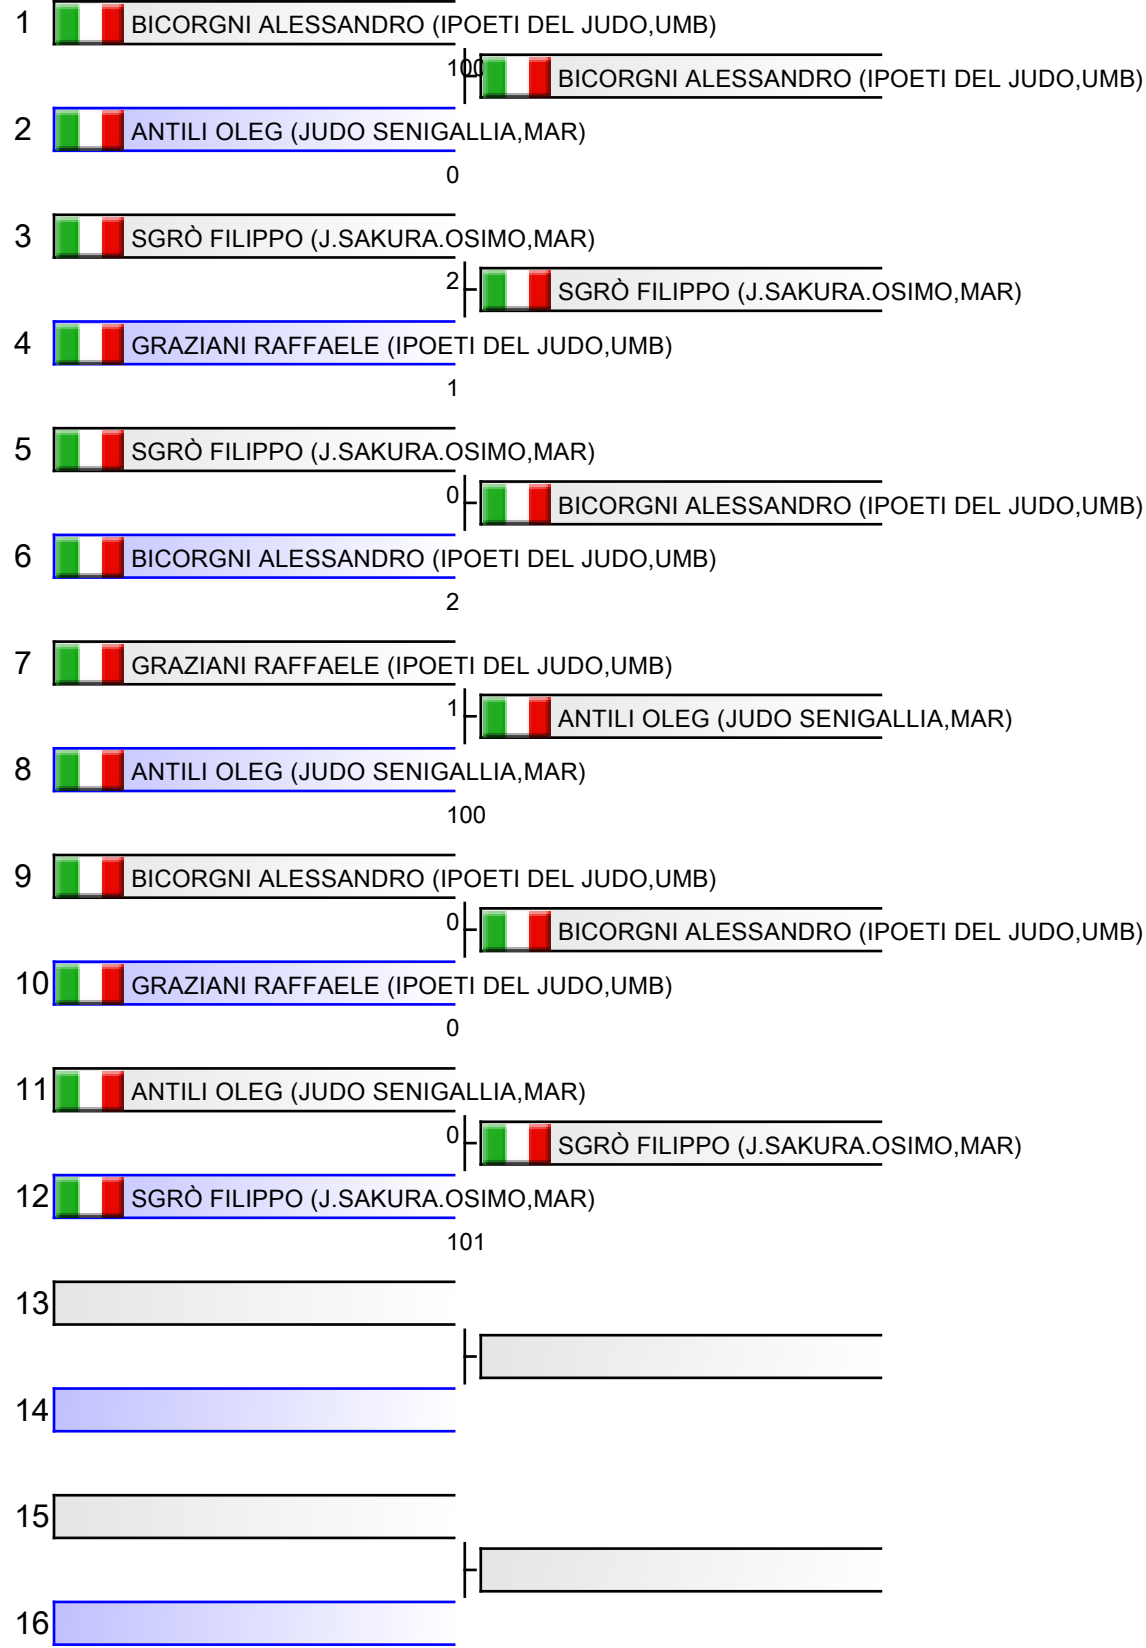 1 BICORGNI ALESSANDRO (IPOETI DEL JUDO,UMB)
100 BICORGNI ALESSANDRO (IPOETI DEL JUDO,UMB)
2 ANTILI OLEG (JUDO SENIGALLIA,MAR)
0
3 SGRÒ FILIPPO (J.SAKURA.OSIMO,MAR)
2 SGRÒ FILIPPO (J.SAKURA.OSIMO,MAR)
4 GRAZIANI RAFFAELE (IPOETI DEL JUDO,UMB)
1
5 SGRÒ FILIPPO (J.SAKURA.OSIMO,MAR)
0 BICORGNI ALESSANDRO (IPOETI DEL JUDO,UMB)
6 BICORGNI ALESSANDRO (IPOETI DEL JUDO,UMB)
2
7 GRAZIANI RAFFAELE (IPOETI DEL JUDO,UMB)
1 ANTILI OLEG (JUDO SENIGALLIA,MAR)
8 ANTILI OLEG (JUDO SENIGALLIA,MAR)
100
9 BICORGNI ALESSANDRO (IPOETI DEL JUDO,UMB)
0 BICORGNI ALESSANDRO (IPOETI DEL JUDO,UMB)
10 GRAZIANI RAFFAELE (IPOETI DEL JUDO,UMB)
0
11 ANTILI OLEG (JUDO SENIGALLIA,MAR)
0 SGRÒ FILIPPO (J.SAKURA.OSIMO,MAR)
12 SGRÒ FILIPPO (J.SAKURA.OSIMO,MAR)
101
13
14
15
16